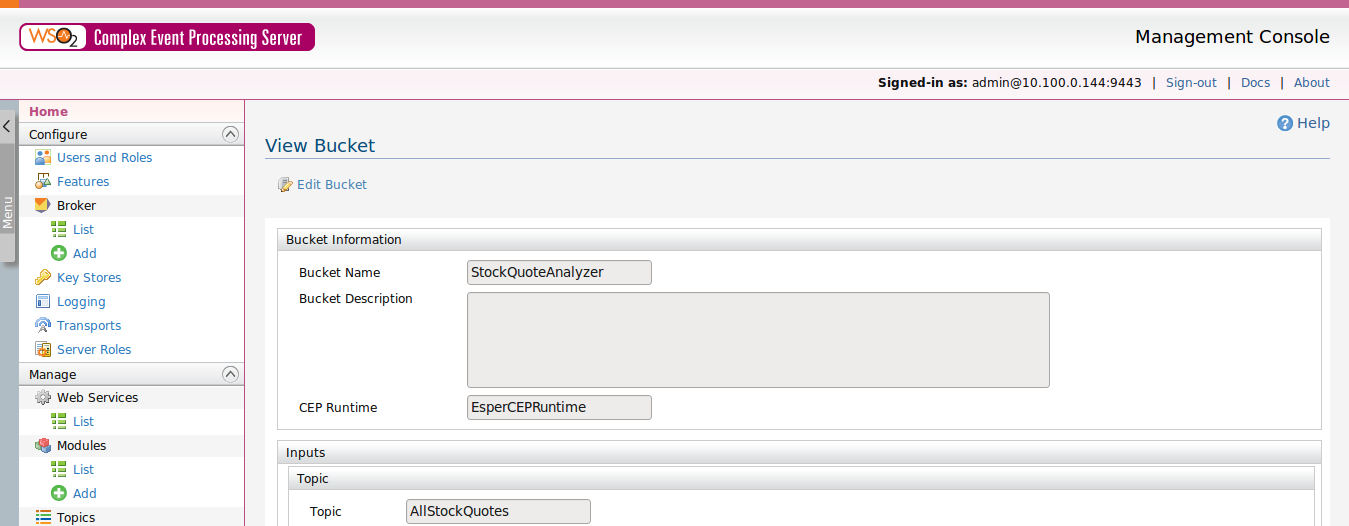 WSO2 Complex Event Processing Server
Management Console
Signed-in as: admin@10.100.0.144:9443 | Sign-out | Docs | About
Menu
Home
Configure
Users and Roles
Features
Broker
List
Add
Key Stores
Logging
Transports
Server Roles
Manage
Web Services
List
Modules
List
Add
Topics
Help
View Bucket
Edit Bucket
Bucket Information
Bucket Name StockQuoteAnalyzer
Bucket Description
CEP Runtime EsperCEPRuntime
Inputs
Topic
Topic AllStockQuotes